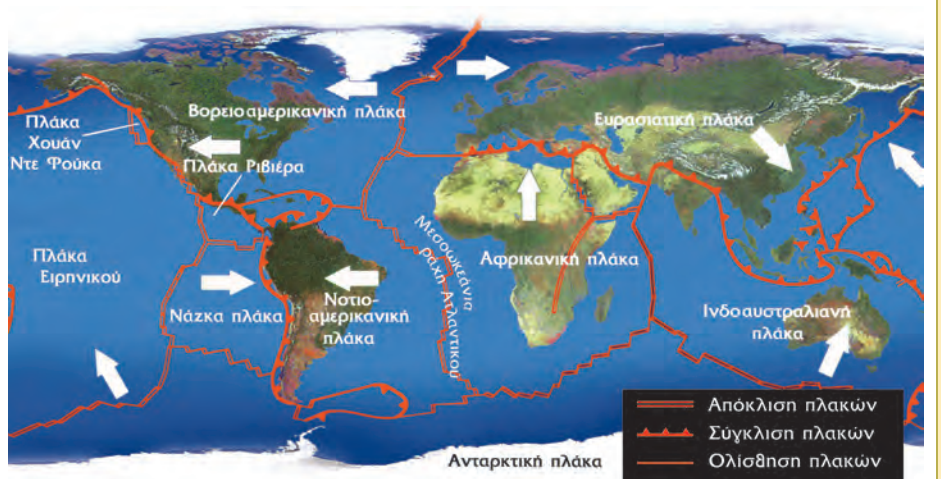 Βορειοαμερικανική πλάκα
Ευρασιατική πλάκα
Πλάκα
Χουάν
Ντε Φούκα
Πλάκα Ριβιέρα
Μεσοωκεάνια
ράχη Ατλαντικού
Πλάκα
Ειρηνικού
Αφρικανική πλάκα
Νάζκα πλάκα
Νοτιο-
αμερικανική
πλάκα
Ινδοαυστραλιανή
πλάκα
Ανταρκτική πλάκα
Απόκλιση πλακών
Σύγκλιση πλακών
Ολίσθηση πλακών